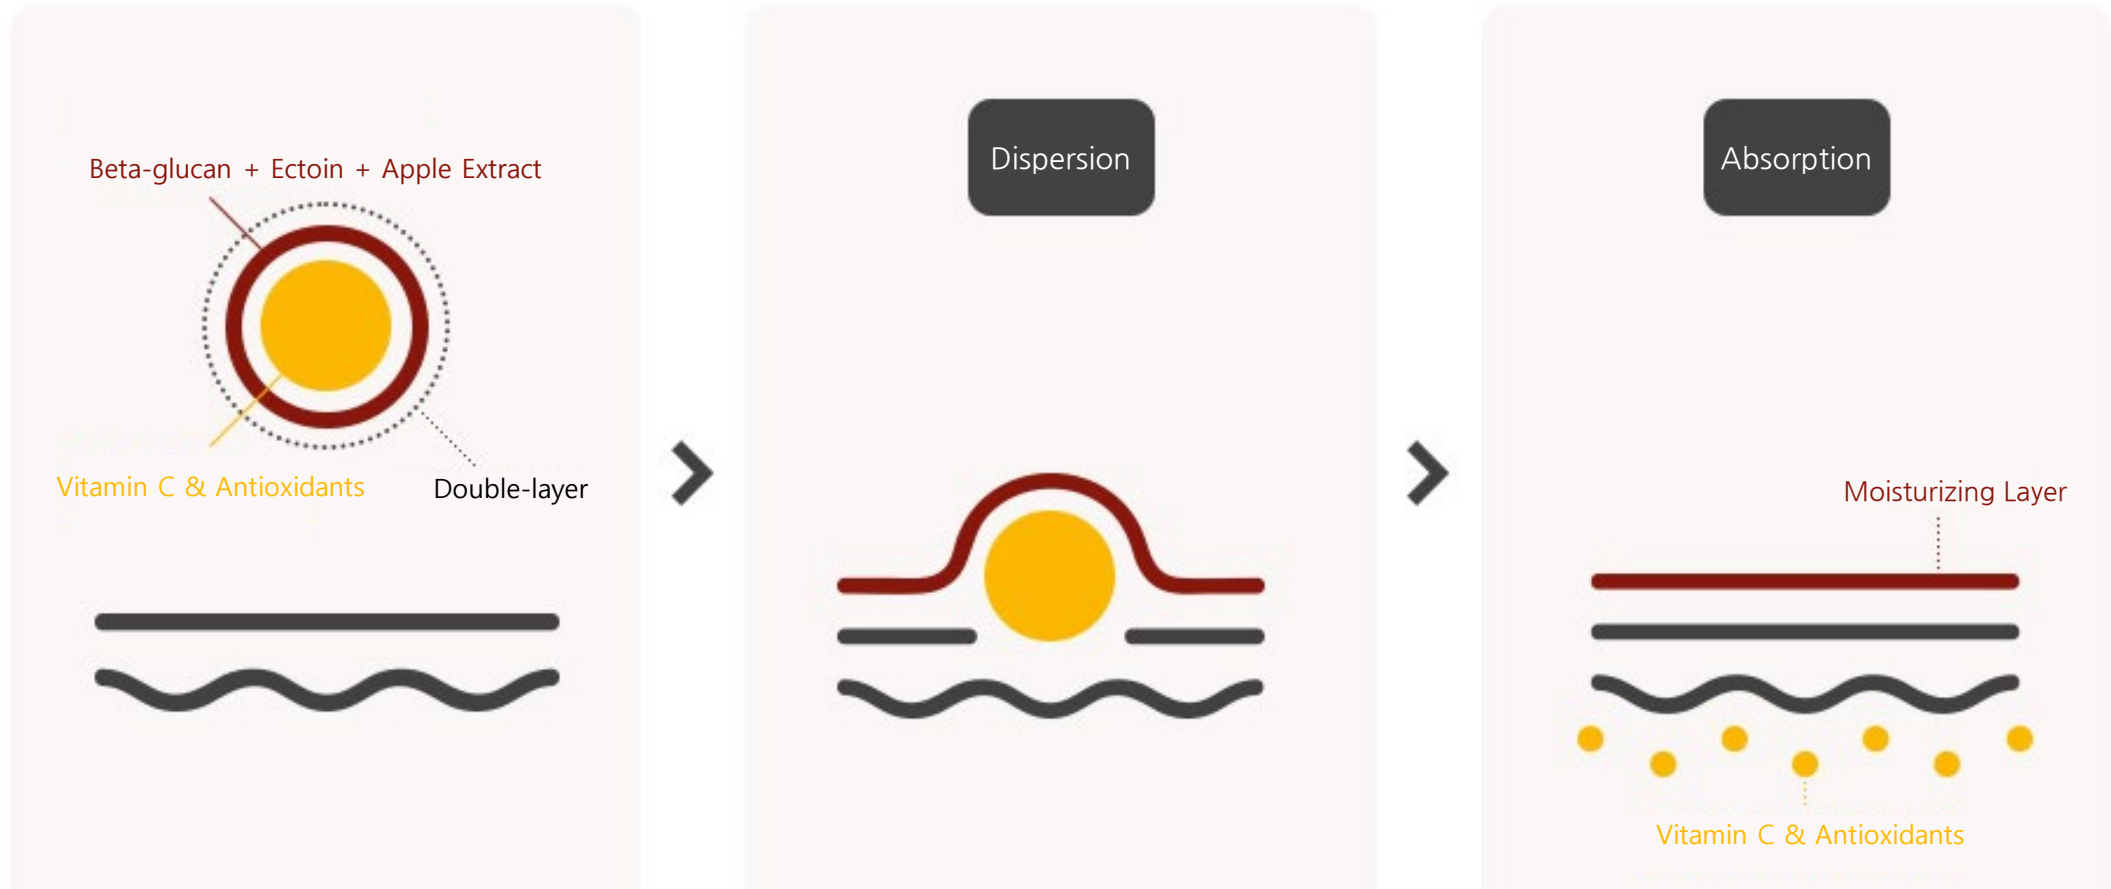 Beta-glucan + Ectoin + Apple Extract
Vitamin C & Antioxidants
Double-layer
Dispersion
Absorption
Moisturizing Layer
Vitamin C & Antioxidants